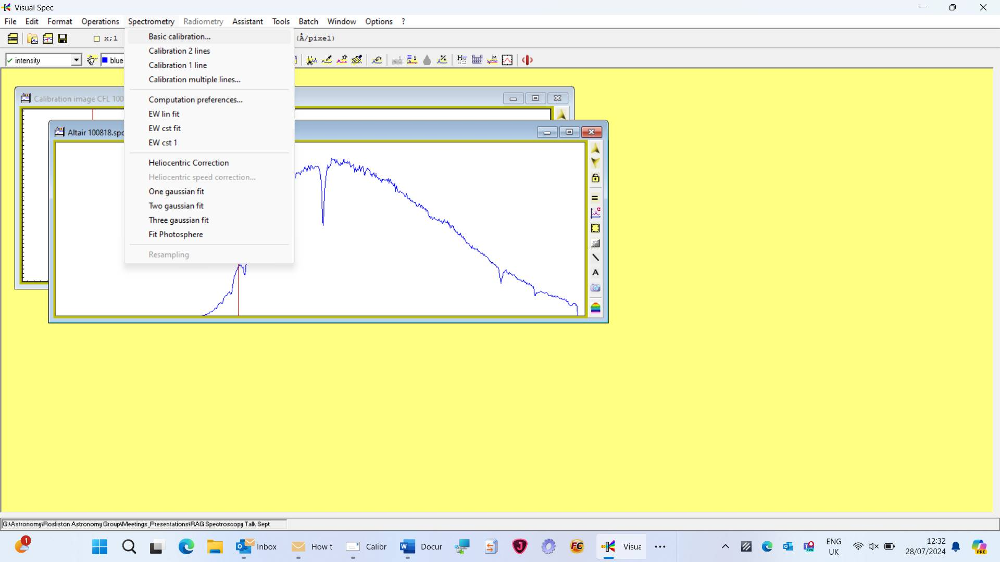 Visual Spec
File Edit Format Operations Spectrometry Radiometry Assistant Tools Batch Window Options ?
x;l
(Å/pixel)
intensity
blue
Basic calibration...
Calibration 2 lines
Calibration 1 line
Calibration multiple lines...
Computation preferences...
EW lin fit
EW cst fit
EW cst 1
Heliocentric Correction
Heliocentric speed correction...
One gaussian fit
Two gaussian fit
Three gaussian fit
Fit Photosphere
Resampling
Calibration image CFL 100
Altair 100818.spc
A
G:\Astronomy\Rosliston Astronomy Group\Meetings_Presentations\RAG Spectroscopy Talk Sept
1
Inbox
How t
Calibr
Docur
FC
Visua
ENG
UK
12:32
28/07/2024
PRE